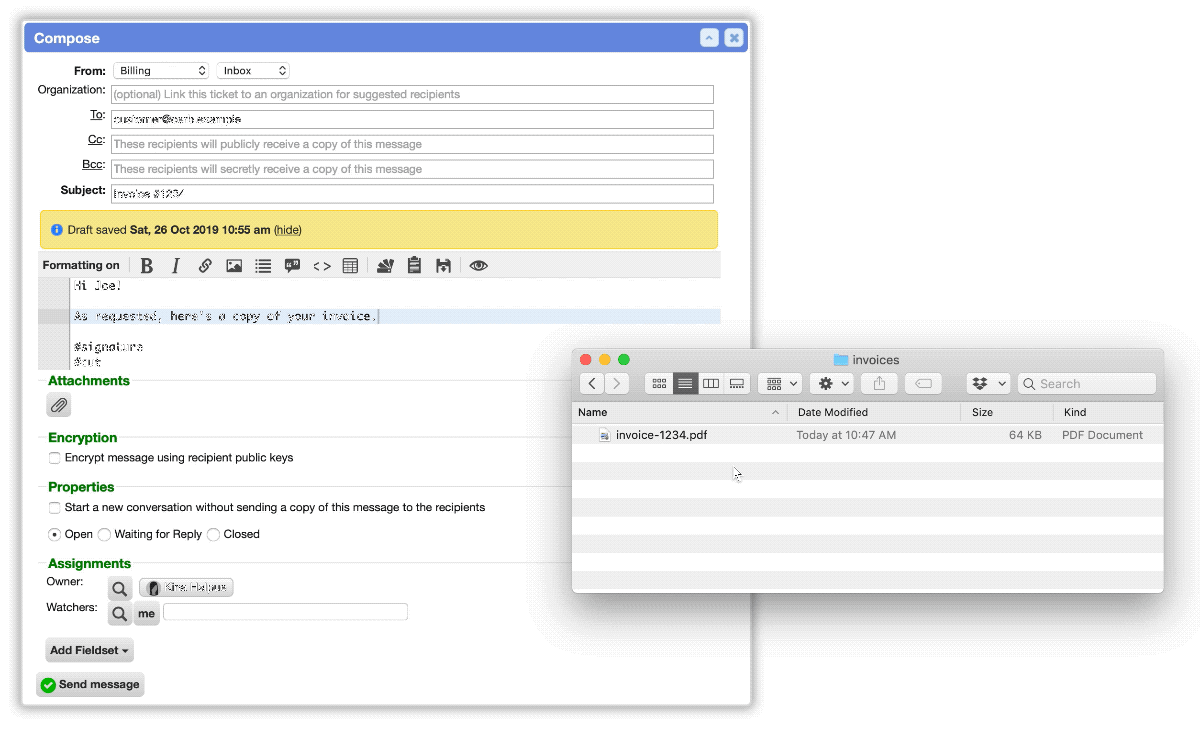 Compose
From: Billing Inbox
Organization: (optional) Link this ticket to an organization for suggested recipients
To: customer@cerb.example
Cc: These recipients will publicly receive a copy of this message
Bcc: These recipients will secretly receive a copy of this message
Subject: Invoice
Draft saved Sat, 26 Oct 2019 10:55 am (hide)
Formatting on B I <>
Hi Joe!
As requested, here's a copy of your invoice.
#signature
#cut
Attachments
Encryption
Encrypt message using recipient public keys
Properties
Start a new conversation without sending a copy of this message to the recipients
Open Waiting for Reply Closed
Assignments
Owner:
Watchers: me
Add Fieldset
Send message
invoices
Search
Name Date Modified Size Kind
invoice-1234.pdf Today at 10:47 AM 64 KB PDF Document